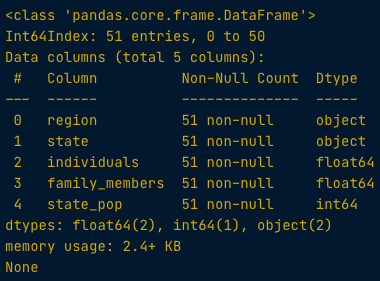 <class 'pandas.core.frame.DataFrame'>
Int64Index: 51 entries, 0 to 50
Data columns (total 5 columns):
 #   Column          Non-Null Count  Dtype
---  ------          --------------  -----
 0   region          51 non-null     object
 1   state           51 non-null     object
 2   individuals     51 non-null     float64
 3   family_members  51 non-null     float64
 4   state_pop       51 non-null     int64
dtypes: float64(2), int64(1), object(2)
memory usage: 2.4+ KB
None